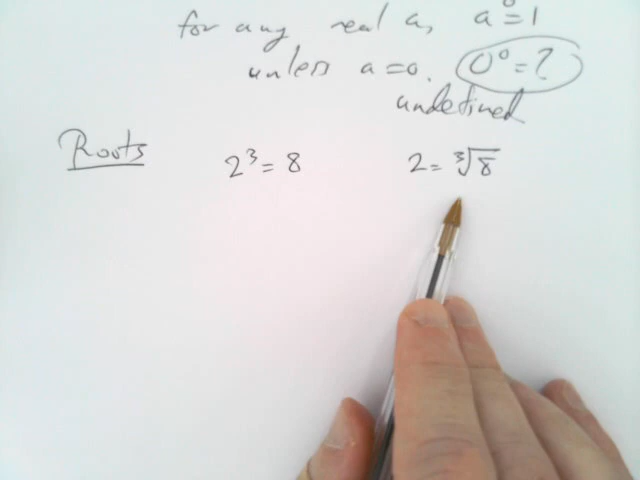 for any real a, a⁰=1
unless a=0. 0⁰=?
undefined
Roots 2³=8 2=∛8